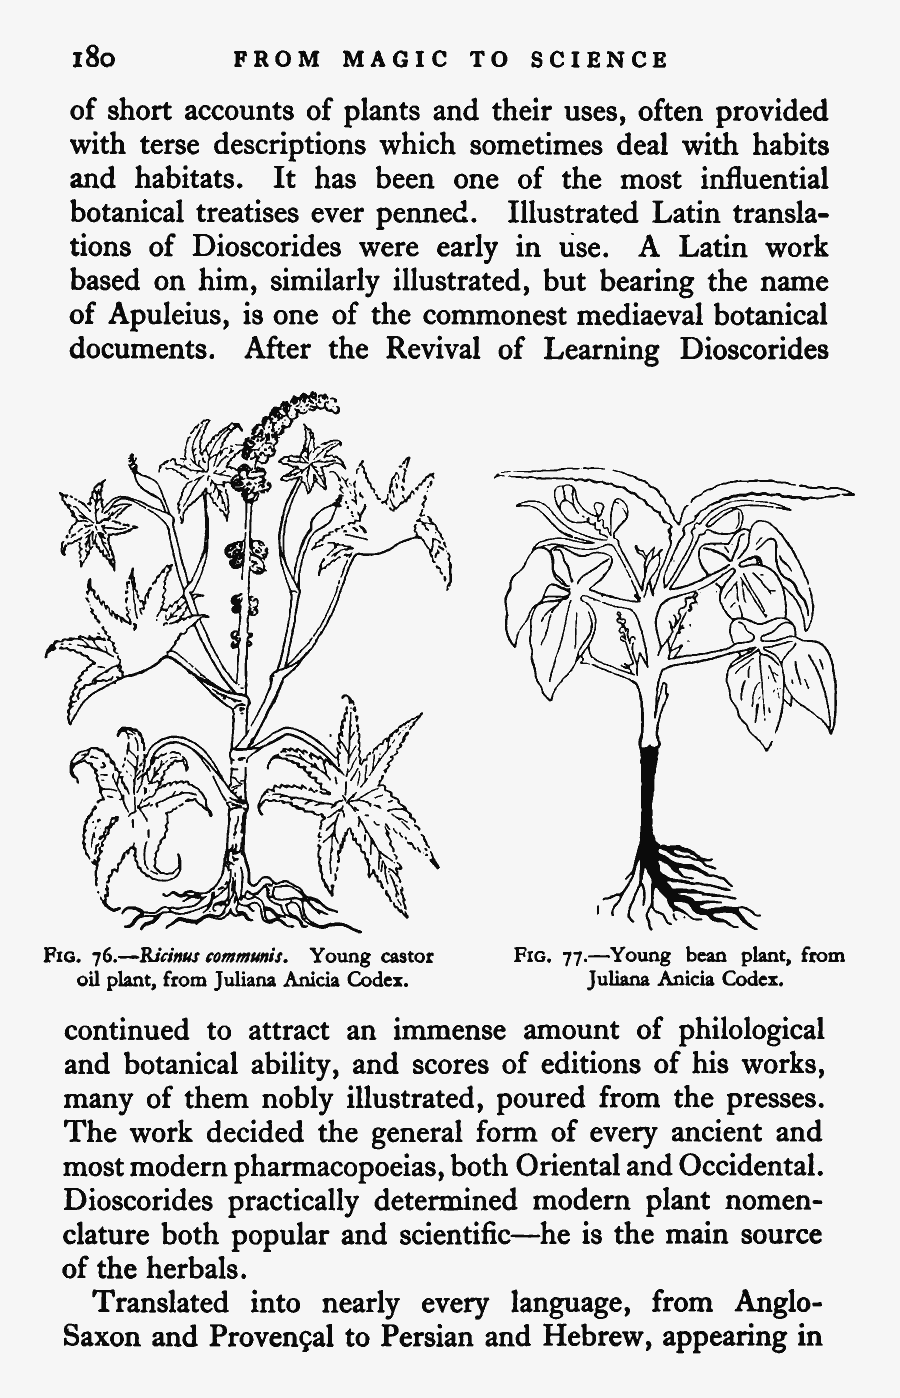 180 FROM MAGIC TO SCIENCE
of short accounts of plants and their uses, often provided
with terse descriptions which sometimes deal with habits
and habitats. It has been one of the most influential
botanical treatises ever penned. Illustrated Latin transla-
tions of Dioscorides were early in use. A Latin work
based on him, similarly illustrated, but bearing the name
of Apuleius, is one of the commonest mediaeval botanical
documents. After the Revival of Learning Dioscorides
FIG. 76.—Ricinus communis. Young castor
oil plant, from Juliana Anicia Codex.
FIG. 77.—Young bean plant, from
Juliana Anicia Codex.
continued to attract an immense amount of philological
and botanical ability, and scores of editions of his works,
many of them nobly illustrated, poured from the presses.
The work decided the general form of every ancient and
most modern pharmacopoeias, both Oriental and Occidental.
Dioscorides practically determined modern plant nomen-
clature both popular and scientific—he is the main source
of the herbals.
Translated into nearly every language, from Anglo-
Saxon and Provençal to Persian and Hebrew, appearing in